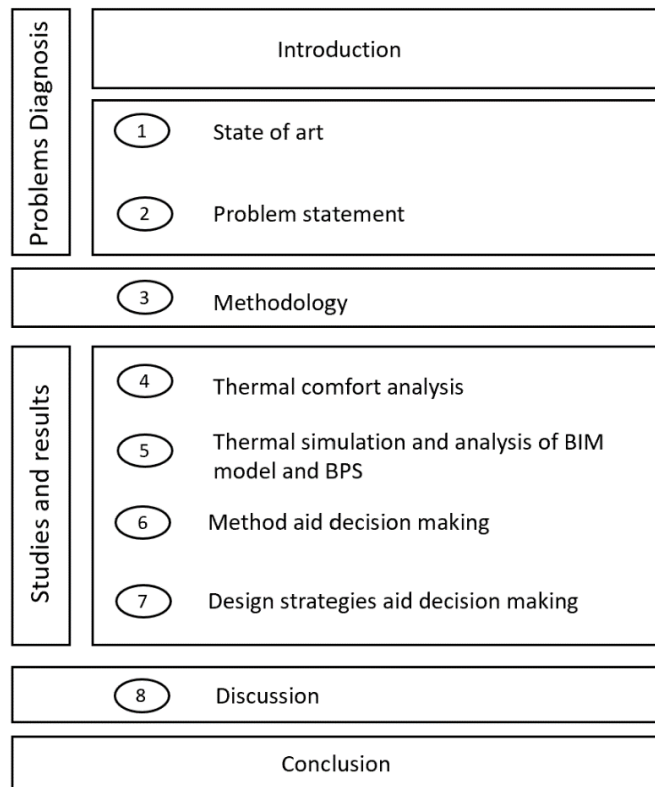 Problems Diagnosis
Introduction
1 State of art
2 Problem statement
3 Methodology
Studies and results
4 Thermal comfort analysis
5 Thermal simulation and analysis of BIM
model and BPS
6 Method aid decision making
7 Design strategies aid decision making
8 Discussion
Conclusion